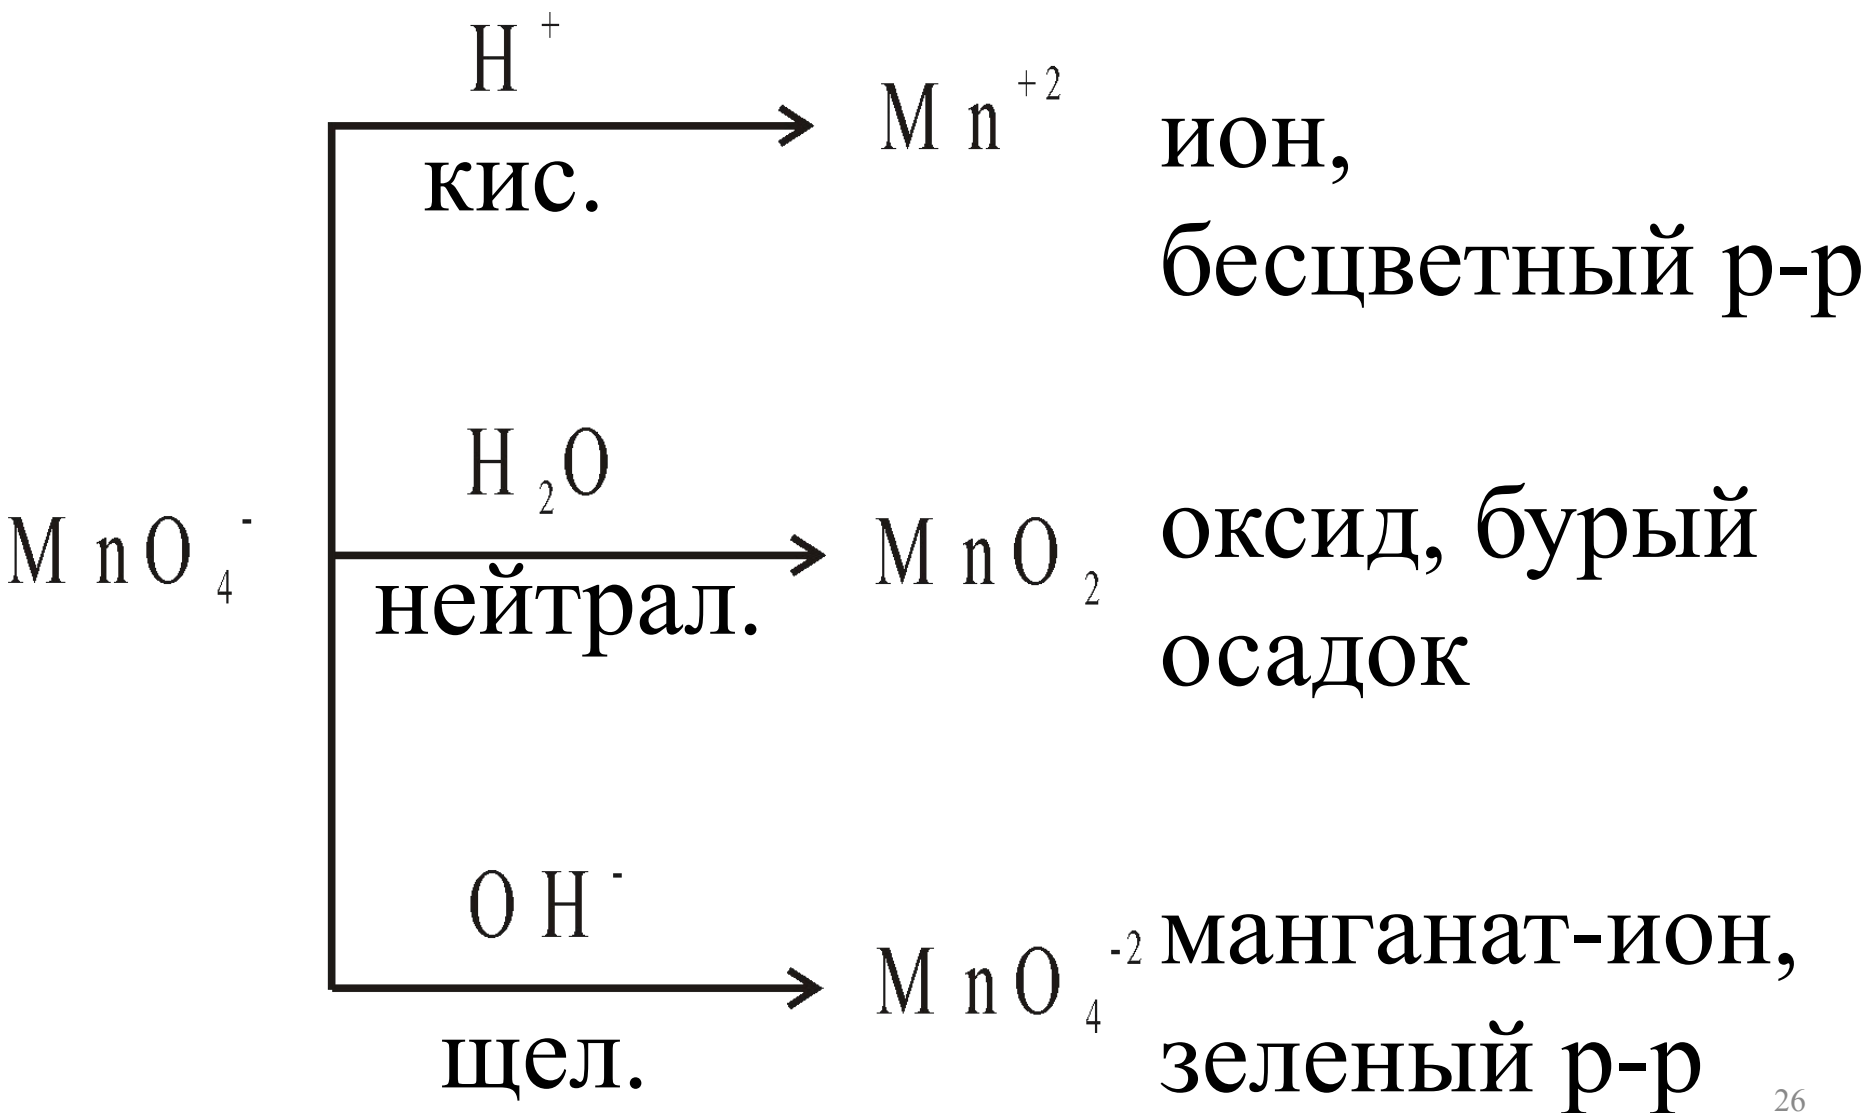 H⁺
кис.
Mn⁺²
ион,
бесцветный р-р
MnO₄⁻
H₂O
нейтрал.
MnO₂
оксид, бурый
осадок
OH⁻
щел.
MnO₄⁻²
манганат-ион,
зеленый р-р
26